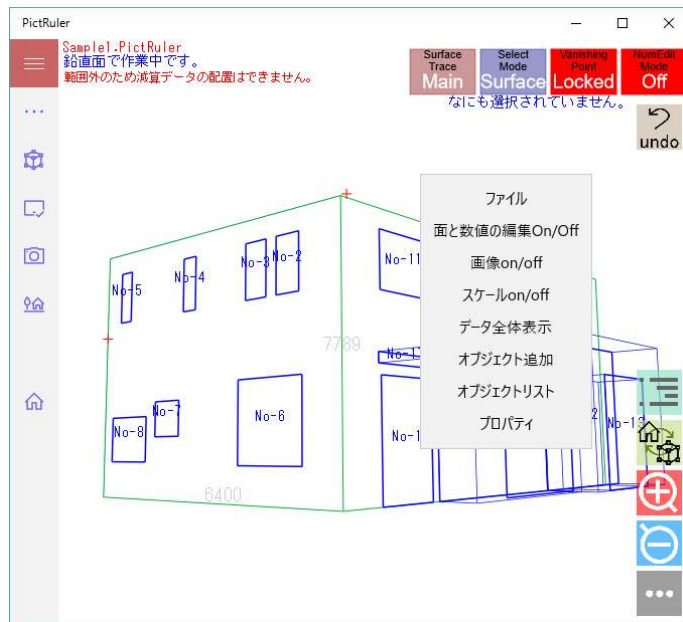 PictRuler
Sample1.PictRuler
鉛直面で作業中です。
範囲外のため減算データの配置はできません。
Surface Trace Main
Select Mode Surface
Vanishing Point Locked
NumEdit Mode Off
なにも選択されていません。
undo
ファイル
面と数値の編集On/Off
画像on/off
スケールon/off
データ全体表示
オブジェクト追加
オブジェクトリスト
プロパティ
No-5
No-4
No-3
No-2
No-11
7789
No-1
No-8
No-7
No-6
No-1
2
No-13
6400